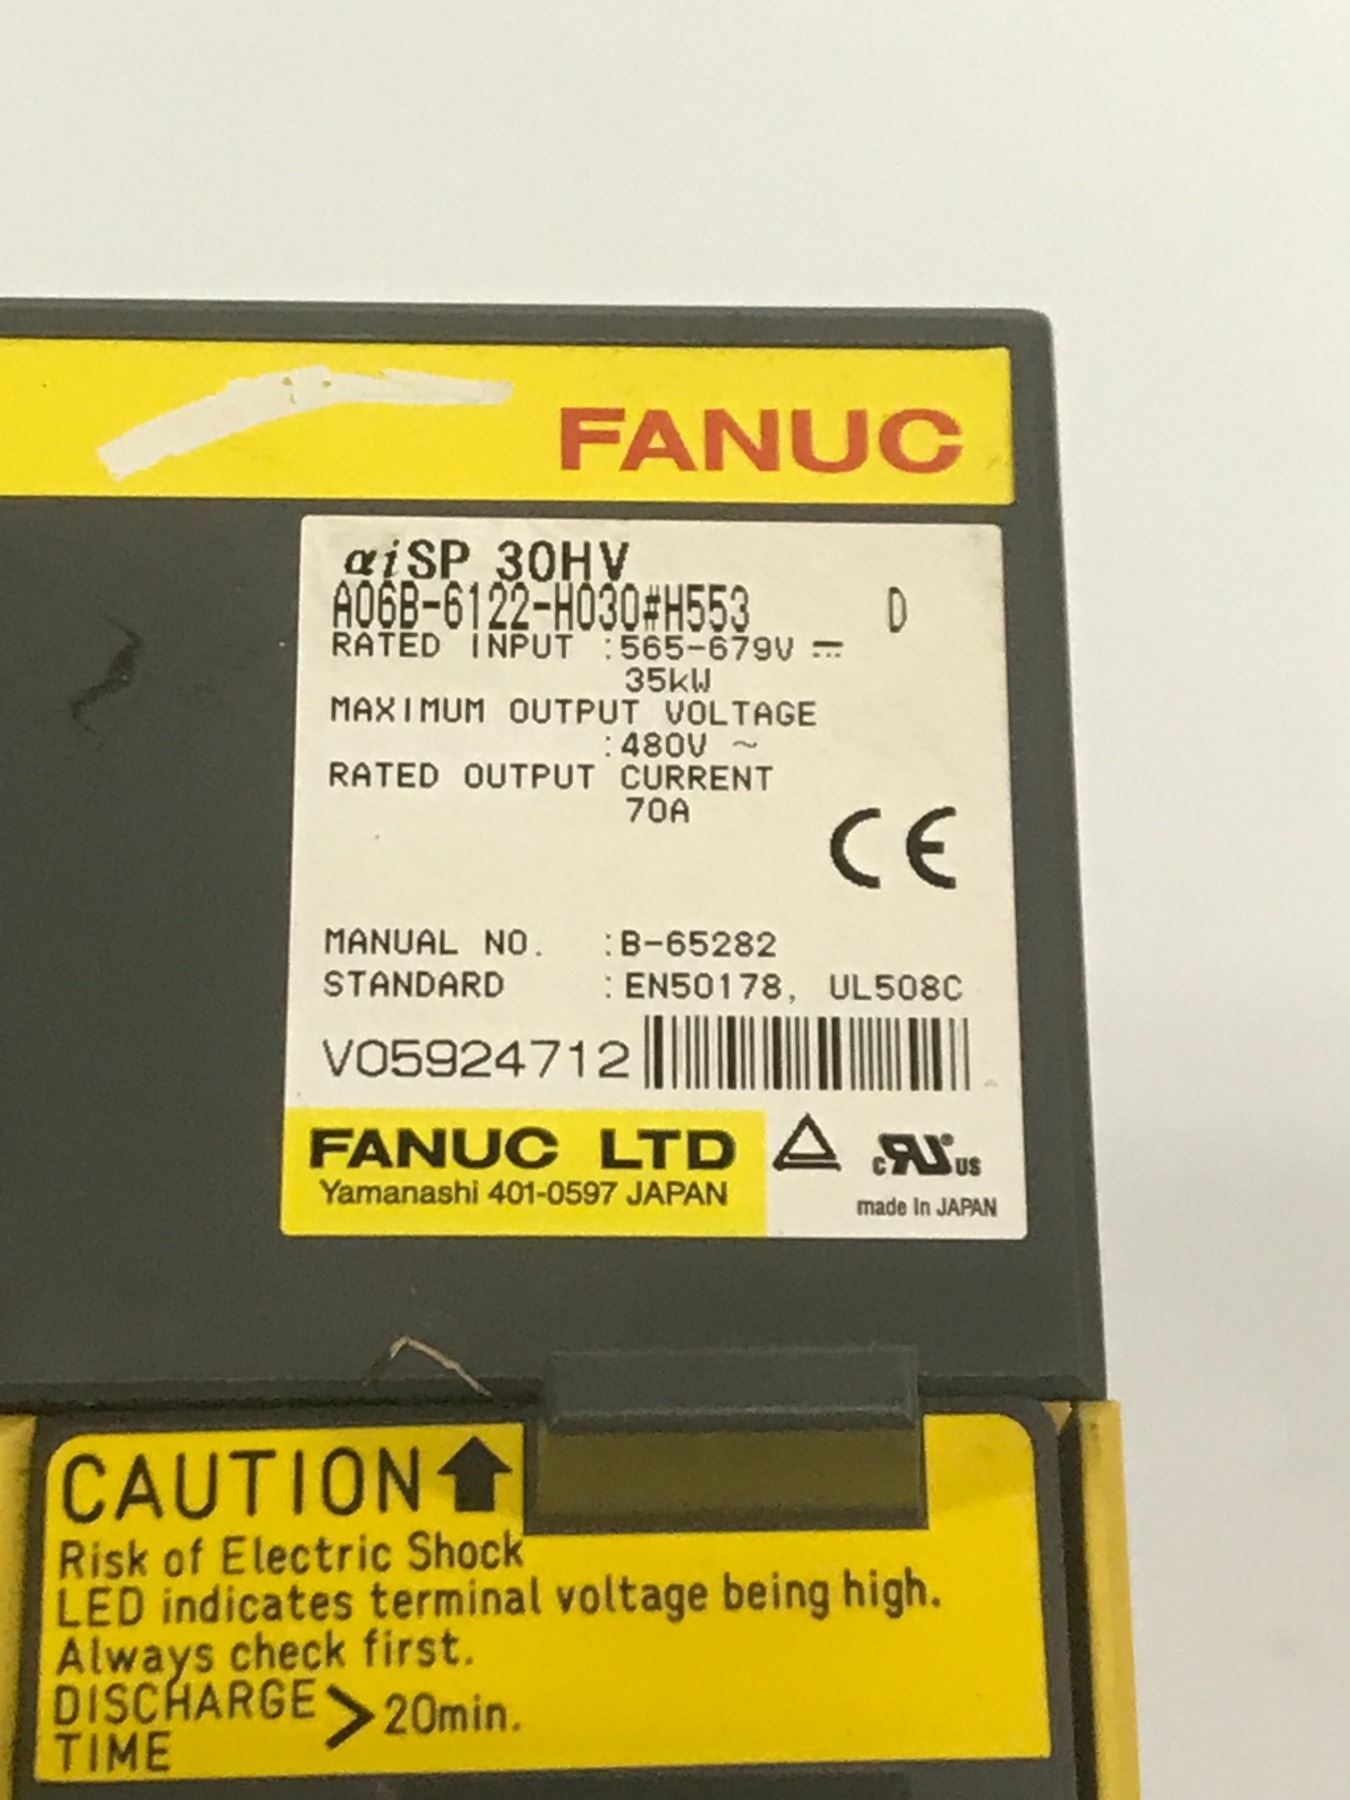 FANUC
αiSP 30HV
A06B-6122-H030#H553 D
RATED INPUT :565-679V ⎓
35kW
MAXIMUM OUTPUT VOLTAGE
:480V ~
RATED OUTPUT CURRENT
70A
CE
MANUAL NO. :B-65282
STANDARD :EN50178, UL508C
V05924712
FANUC LTD
Yamanashi 401-0597 JAPAN
c RU® US
made in JAPAN
CAUTION
Risk of Electric Shock
LED indicates terminal voltage being high.
Always check first.
DISCHARGE
TIME > 20min.